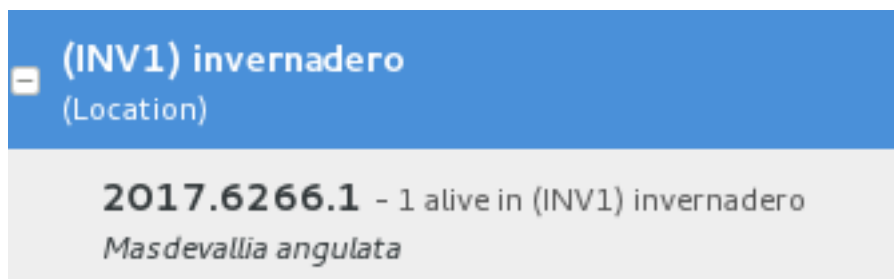 (INV1) invernadero
(Location)
2017.6266.1 - 1 alive in (INV1) invernadero
Masdevallia angulata